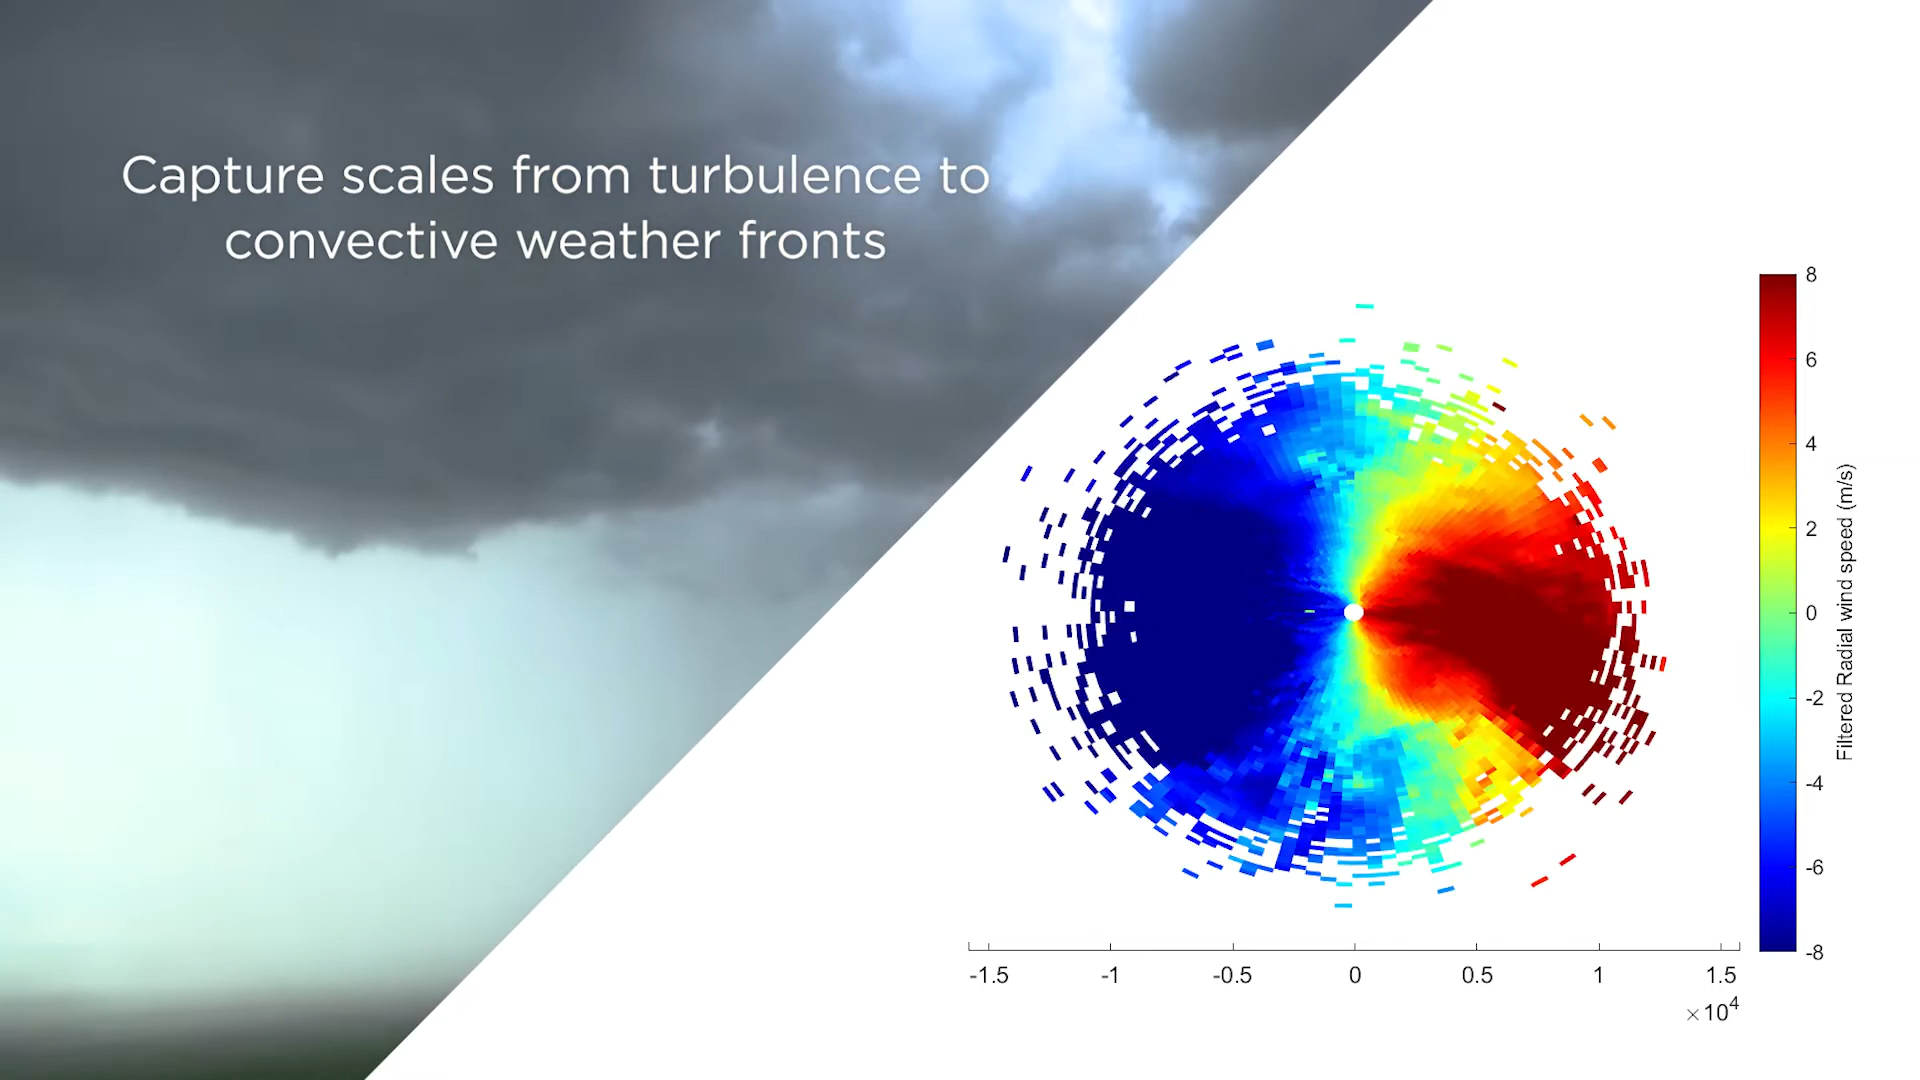 Capture scales from turbulence to
convective weather fronts
8
6
4
2
0
-2
-4
-6
-8
Filtered Radial wind speed (m/s)
-1.5 -1 -0.5 0 0.5 1 1.5
×10⁴